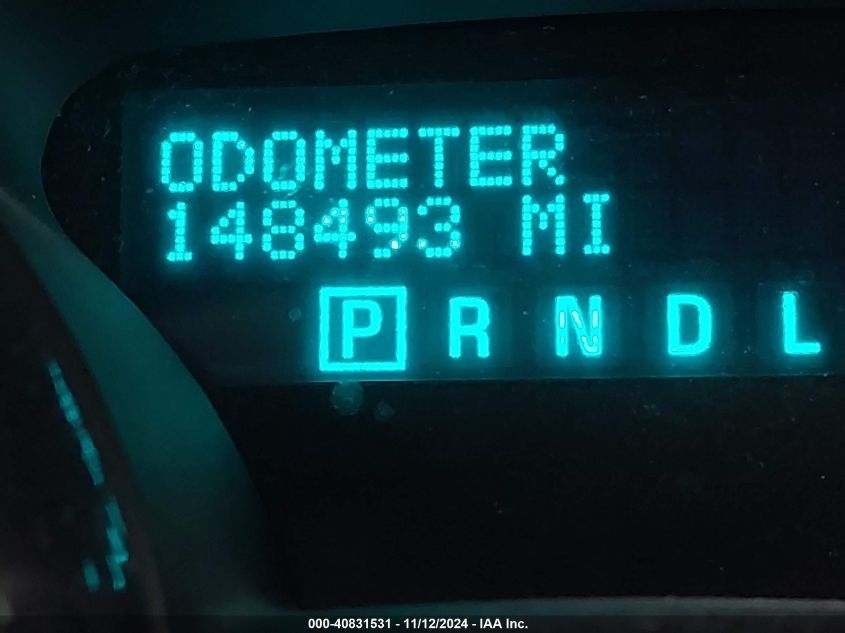 ODOMETER
148493 MI
P R N D L
000-40831531 - 11/12/2024 - IAA Inc.